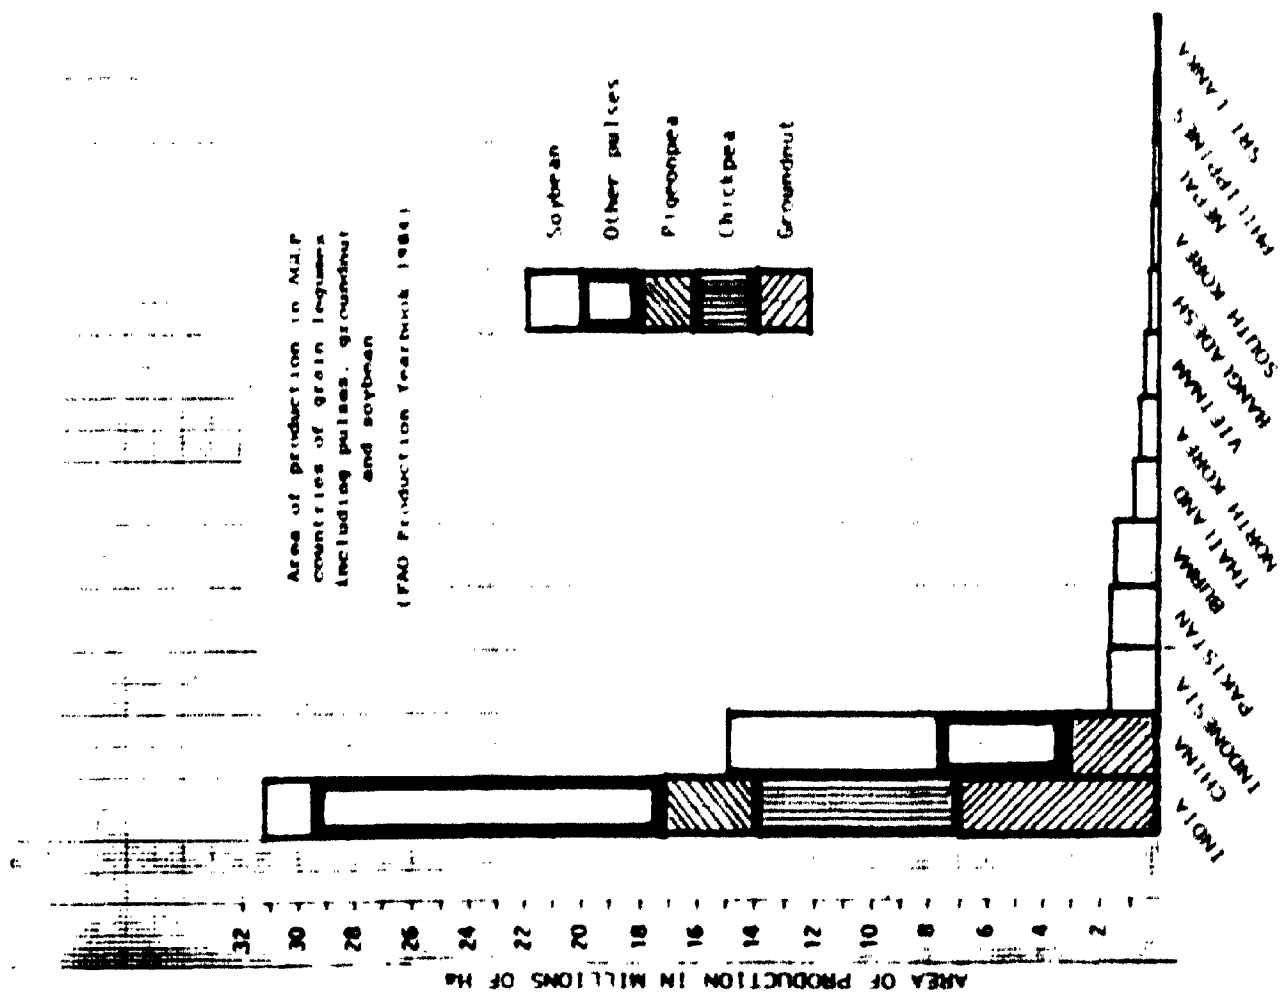 Area of production in AGLP
countries of grain legumes
including pulses, groundnut
and soybean
(FAO Production Yearbook 1984)
Soybean
Other pulses
Pigeonpea
Chickpea
Groundnut
AREA OF PRODUCTION IN MILLIONS OF Ha
32
30
28
26
24
22
20
18
16
14
12
10
8
6
4
2
INDIA
CHINA
INDONESIA
PAKISTAN
BURMA
THAILAND
NORTH KOREA
VIETNAM
BANGLADESH
SOUTH KOREA
NEPAL
PHILIPPINES
SRI LANKA